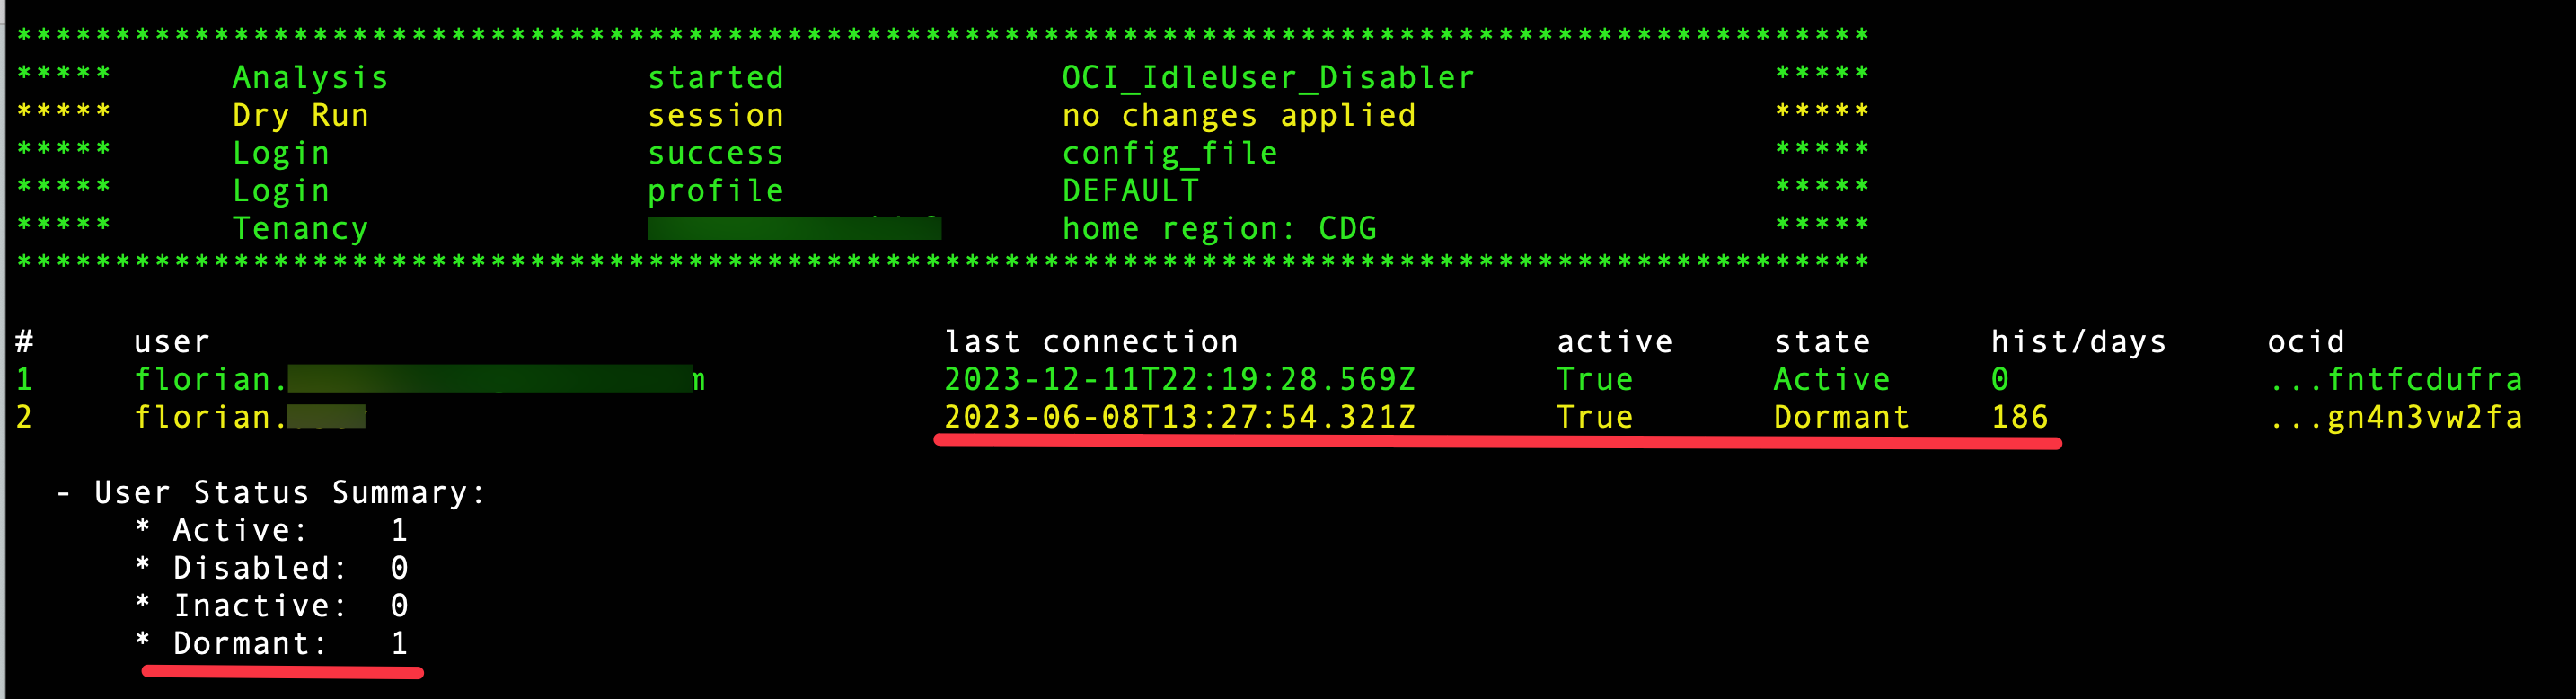 **********************************************************************************************
***** Analysis started OCI_IdleUser_Disabler *****
***** Dry Run session no changes applied *****
***** Login success config_file *****
***** Login profile DEFAULT *****
***** Tenancy home region: CDG *****
**********************************************************************************************
# user last connection active state hist/days ocid
1 florian. m 2023-12-11T22:19:28.569Z True Active 0 ...fntfcdufra
2 florian. 2023-06-08T13:27:54.321Z True Dormant 186 ...gn4n3vw2fa
- User Status Summary:
* Active: 1
* Disabled: 0
* Inactive: 0
* Dormant: 1